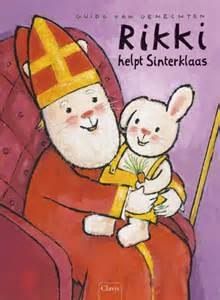 GUIDO VAN GENECHTEN
Rikki
helpt Sinterklaas
Clavis